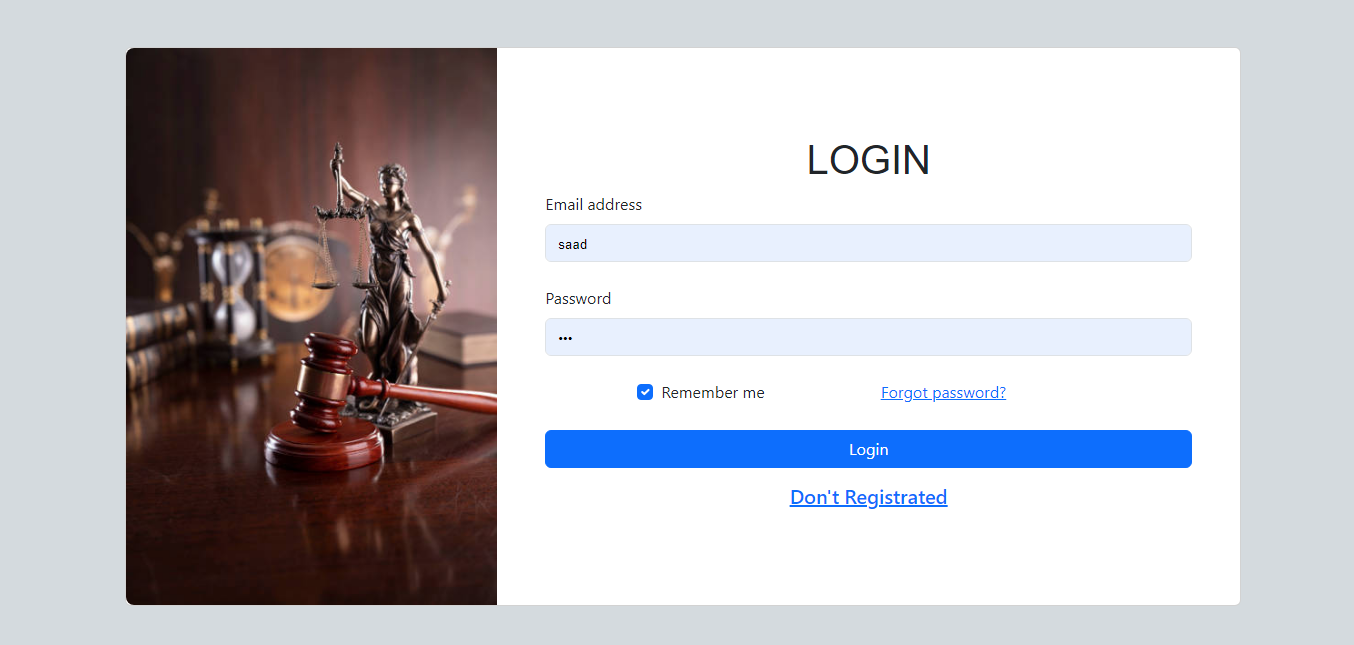 LOGIN
Email address
saad
Password
•••
Remember me Forgot password?
Login
Don't Registrated